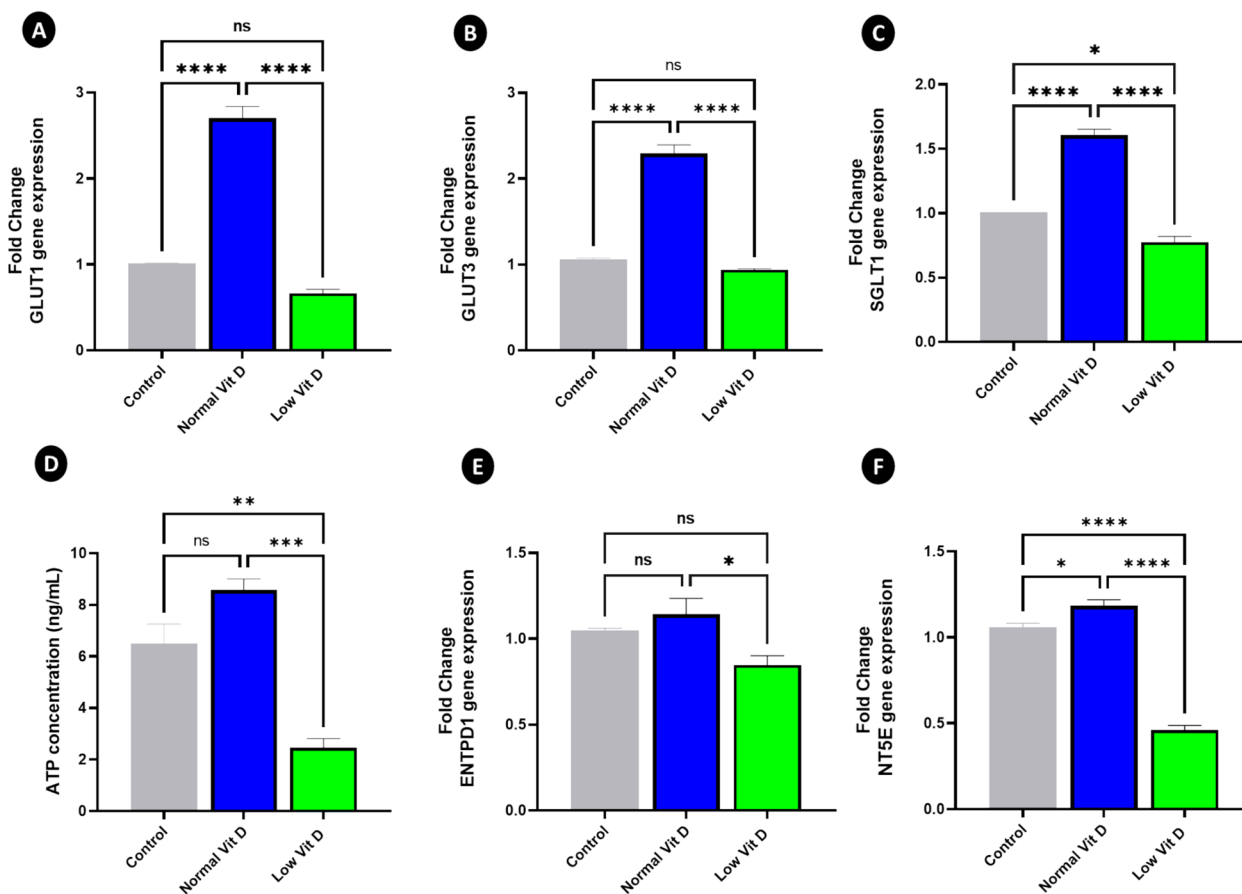 A
ns
**** ****
Fold Change
GLUT1 gene expression
3
2
1
0
Control
Normal Vit D
Low Vit D
B
ns
**** ****
Fold Change
GLUT3 gene expression
3
2
1
0
Control
Normal Vit D
Low Vit D
C
*
**** ****
Fold Change
SGLT1 gene expression
2.0
1.5
1.0
0.5
0.0
Control
Normal Vit D
Low Vit D
D
**
ns ***
ATP concentration (ng/mL)
10
8
6
4
2
0
Control
Normal Vit D
Low Vit D
E
ns
ns *
Fold Change
ENTPD1 gene expression
1.5
1.0
0.5
0.0
Control
Normal Vit D
Low Vit D
F
****
* ****
Fold Change
NT5E gene expression
1.5
1.0
0.5
0.0
Control
Normal Vit D
Low Vit D